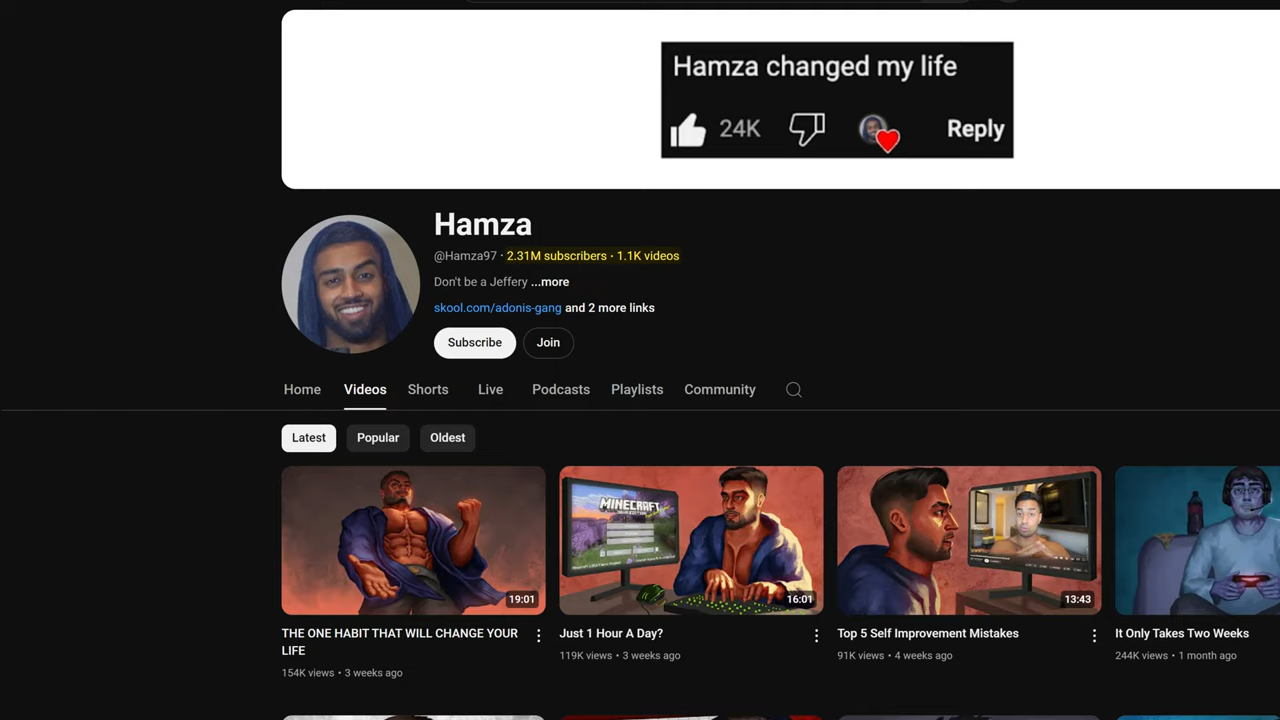 Hamza changed my life
24K Reply
Hamza
@Hamza97 · 2.31M subscribers · 1.1K videos
Don't be a Jeffery ...more
skool.com/adonis-gang and 2 more links
Subscribe Join
Home Videos Shorts Live Podcasts Playlists Community
Latest Popular Oldest
MINECRAFT
19:01 16:01 13:43
THE ONE HABIT THAT WILL CHANGE YOUR Just 1 Hour A Day? Top 5 Self Improvement Mistakes It Only Takes Two Weeks
LIFE 119K views • 3 weeks ago 91K views • 4 weeks ago 244K views • 1 month ago
154K views • 3 weeks ago